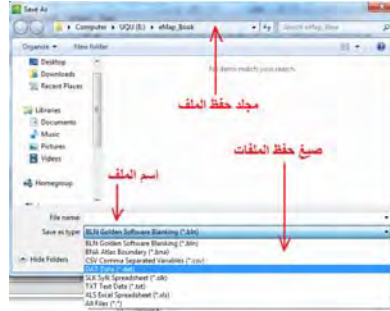 Save As
Computer ▸ UQU (E:) ▸ eMap_Book
Search eMap_Book
Organize ▾ New folder
Desktop
Downloads
Recent Places
No items match your search.
Libraries
Documents
Music
Pictures
Videos
Homegroup
مجلد حفظ الملف
صيغ حفظ الملفات
اسم الملف
File name:
Save as type: BLN Golden Software Blanking (*.bln)
BLN Golden Software Blanking (*.bln)
BNA Atlas Boundary (*.bna)
CSV Comma Separated Variables (*.csv)
DAT Data (*.dat)
SLK Sylk Spreadsheet (*.slk)
TXT Text Data (*.txt)
XLS Excel Spreadsheet (*.xls)
All Files (*.*)
Hide Folders